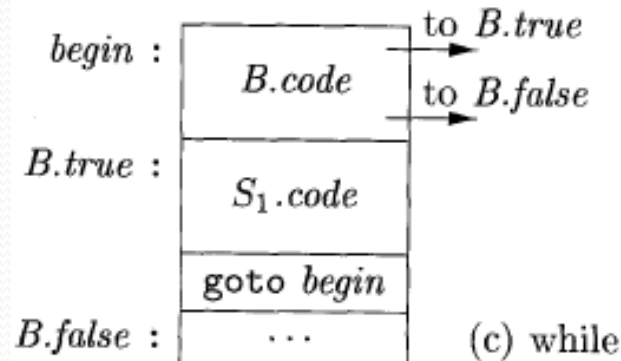 to B.true
begin :
B.code
to B.false
B.true :
S₁.code
goto begin
B.false : ... (c) while